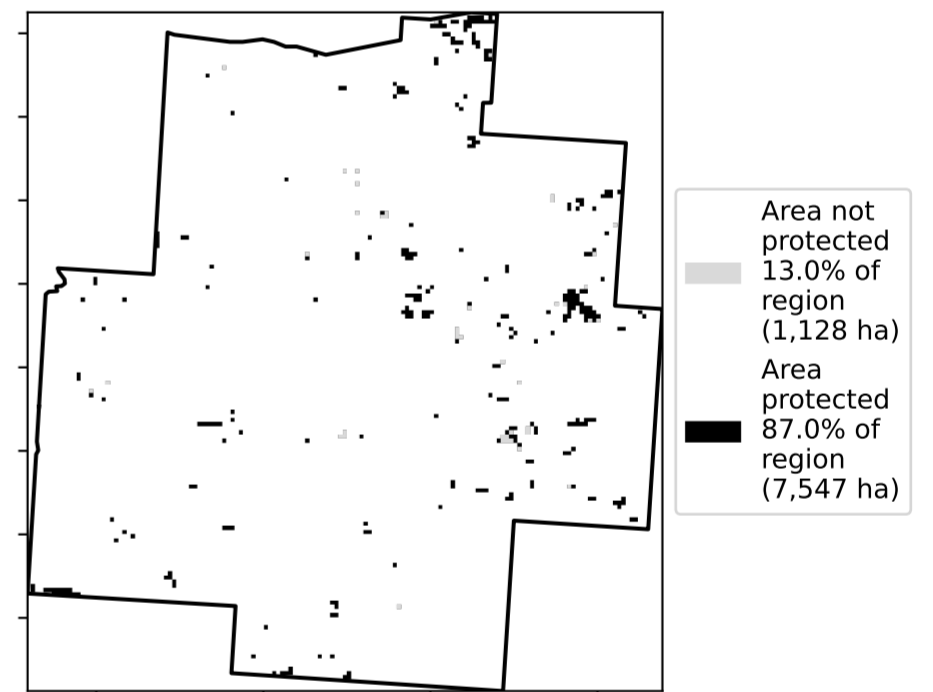 Area not
protected
13.0% of
region
(1,128 ha)
Area
protected
87.0% of
region
(7,547 ha)